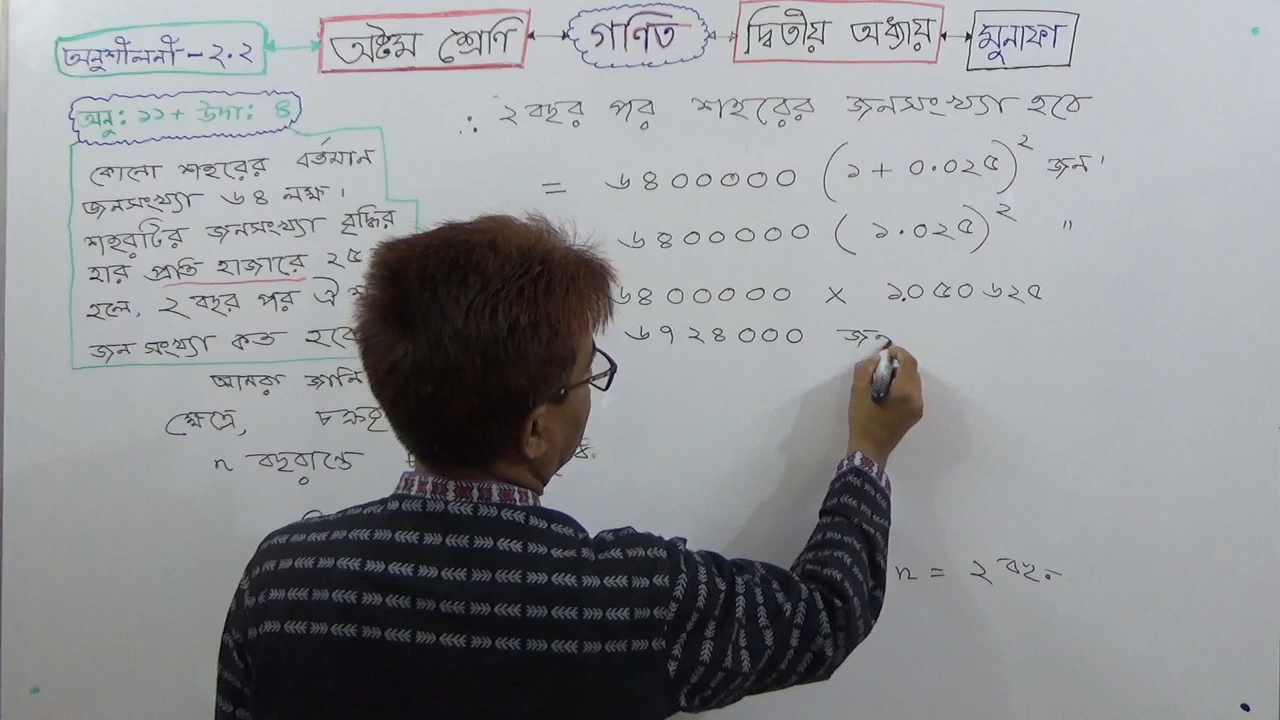 অনুশীলনী - ২.২ অষ্টম শ্রেণি গণিত দ্বিতীয় অধ্যায় মুনাফা
অনু: ১১ + উদা: ৪
কোনো শহরের বর্তমান
জনসংখ্যা ৬৪ লক্ষ।
শহরটির জনসংখ্যা বৃদ্ধির
হার প্রতি হাজারে ২৫
হলে, ২ বছর পর ঐ
জনসংখ্যা কত হবে
আমরা জানি
ক্ষেত্রে,
n বছরান্তে
∴ ২ বছর পর শহরের জনসংখ্যা হবে
= ৬৪০০০০০ (১ + ০.০২৫)² জন।
৬৪০০০০০ (১.০২৫)² "
৬৪০০০০০ × ১.০৫০৬২৫
৬৭২৪০০০ জন
n = ২ বছর